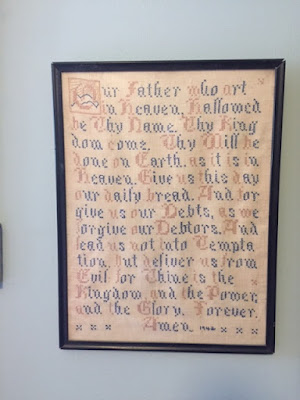 Our Father who art
in Heaven, Hallowed
be Thy Name. Thy King
dom come, Thy Will be
done on Earth, as it is in
Heaven. Give us this day
our daily bread. And for
give us our Debts, as we
forgive our Debtors. And
lead us not into Tempta
tion, but deliver us from
Evil for Thine is the
Kingdom and the Power,
and the Glory, Forever.
Amen.